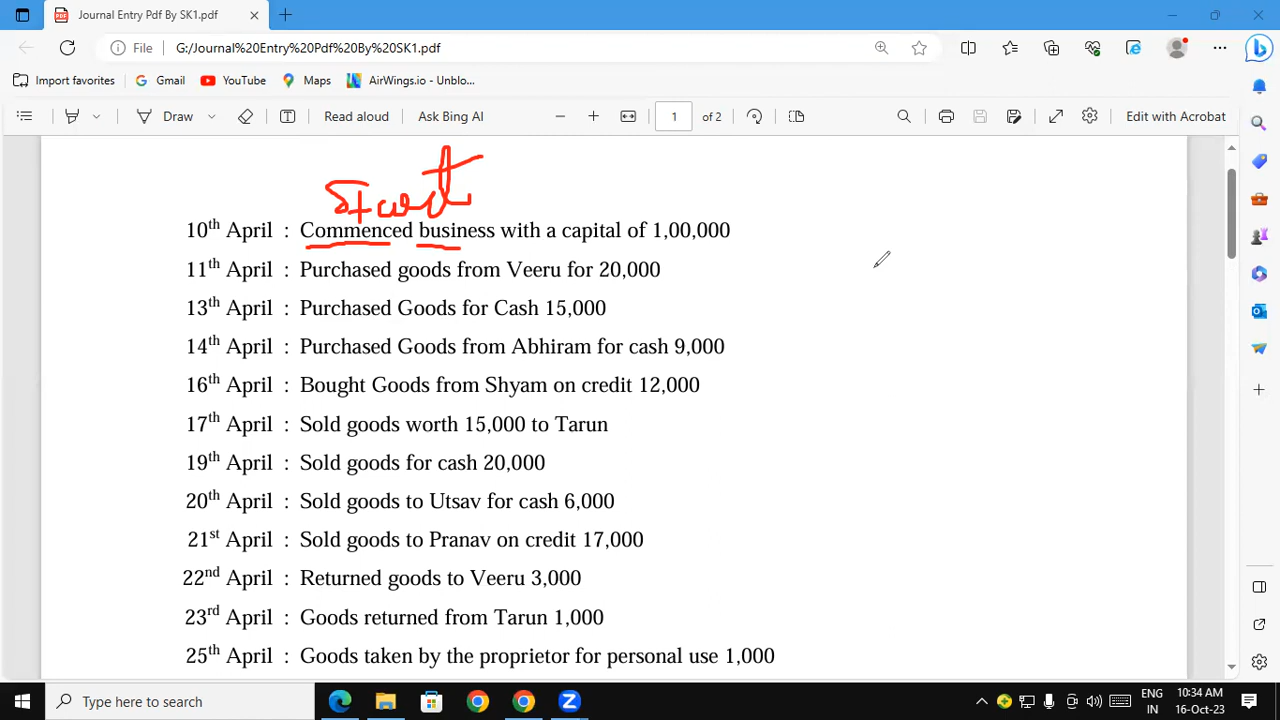 Journal Entry Pdf By SK1.pdf
File G:/Journal%20Entry%20Pdf%20By%20SK1.pdf
Import favorites Gmail YouTube Maps AirWings.io - Unblo...
Draw Read aloud Ask Bing AI 1 of 2 Edit with Acrobat
Start
10th April : Commenced business with a capital of 1,00,000
11th April : Purchased goods from Veeru for 20,000
13th April : Purchased Goods for Cash 15,000
14th April : Purchased Goods from Abhiram for cash 9,000
16th April : Bought Goods from Shyam on credit 12,000
17th April : Sold goods worth 15,000 to Tarun
19th April : Sold goods for cash 20,000
20th April : Sold goods to Utsav for cash 6,000
21st April : Sold goods to Pranav on credit 17,000
22nd April : Returned goods to Veeru 3,000
23rd April : Goods returned from Tarun 1,000
25th April : Goods taken by the proprietor for personal use 1,000
Type here to search
ENG
IN
10:34 AM
16-Oct-23